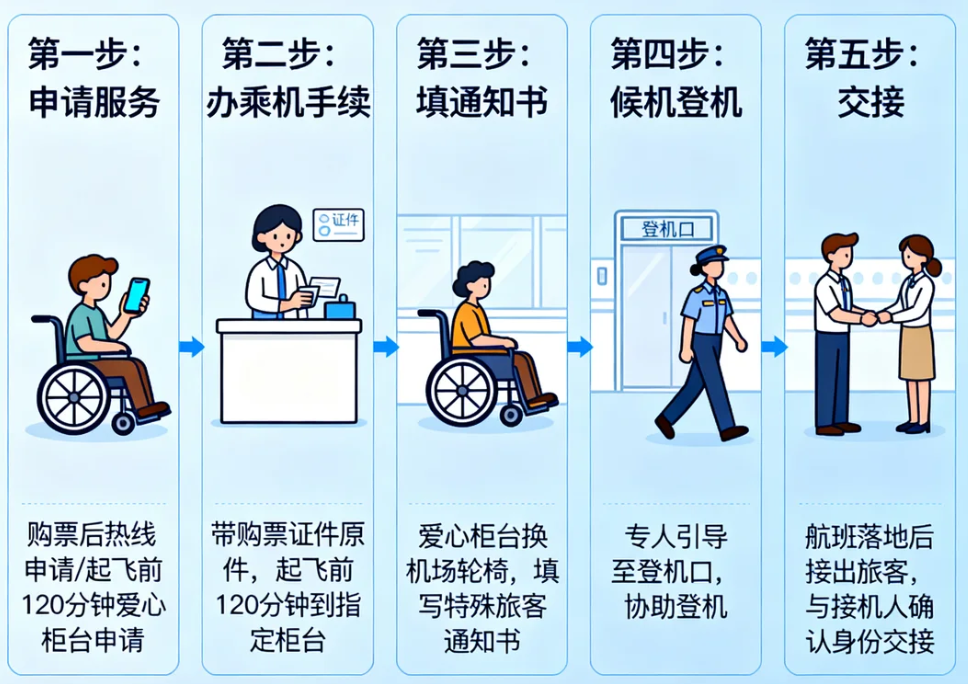 第一步：
申请服务
购票后热线
申请/起飞前
120分钟爱心
柜台申请
第二步：
办乘机手续
证件
带购票证件原
件，起飞前
120分钟到指
定柜台
第三步：
填通知书
爱心柜台换
机场轮椅，填
写特殊旅客
通知书
第四步：
候机登机
登机口
专人引导
至登机口，
协助登机
第五步：
交接
航班落地后
接出旅客，
与接机人确
认身份交接